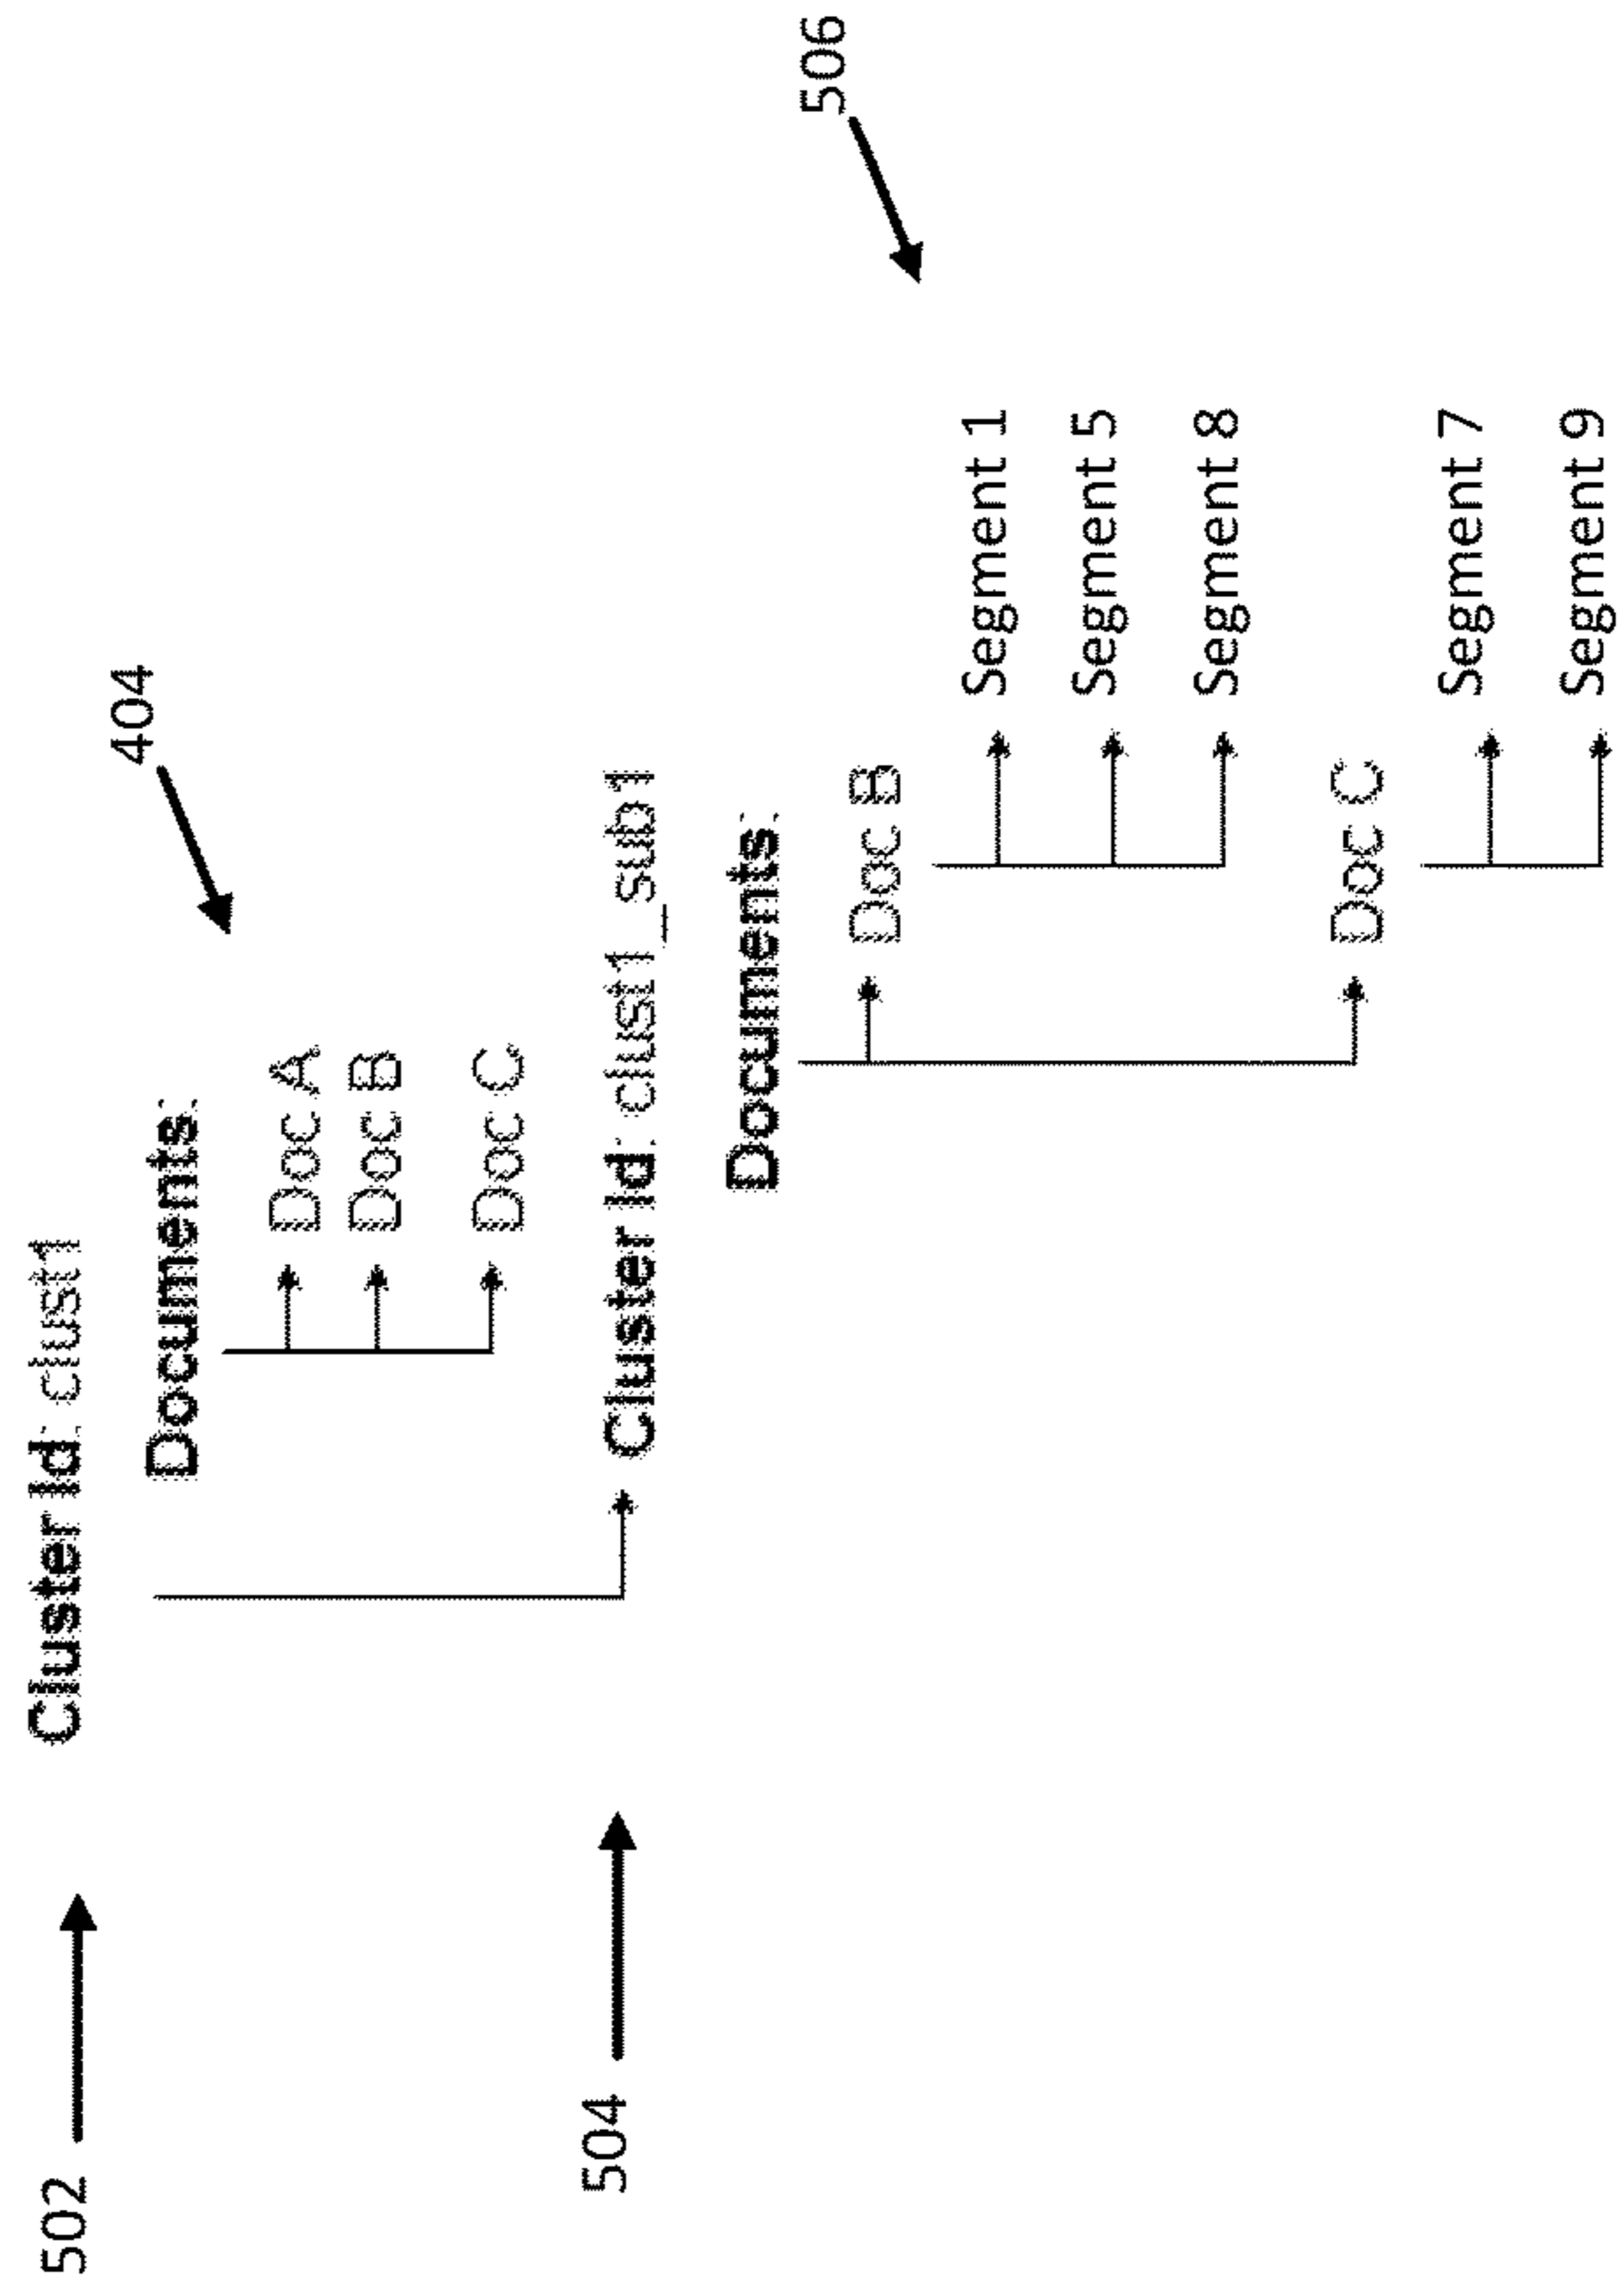 502
Cluster Id: clust1
404
Documents:
Doc A
Doc B
Doc C
504
Cluster Id: clust1_sub1
Documents:
506
Doc B
Segment 1
Segment 5
Segment 8
Doc C
Segment 7
Segment 9